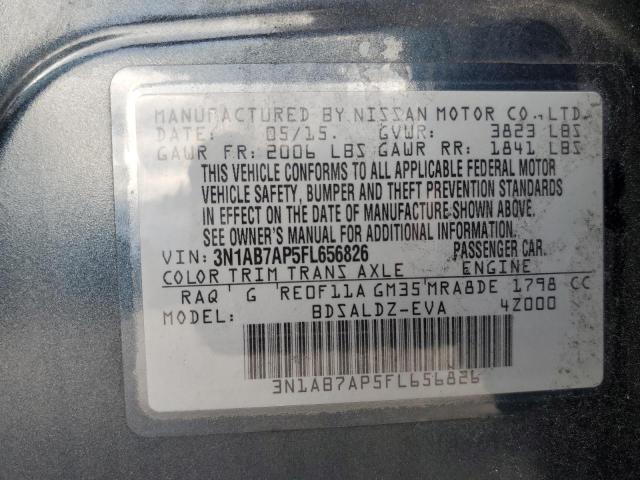 MANUFACTURED BY NISSAN MOTOR CO., LTD.
DATE: 05/15. GVWR: 3823 LBS
GAWR FR: 2006 LBS GAWR RR: 1841 LBS
THIS VEHICLE CONFORMS TO ALL APPLICABLE FEDERAL MOTOR
VEHICLE SAFETY, BUMPER AND THEFT PREVENTION STANDARDS
IN EFFECT ON THE DATE OF MANUFACTURE SHOWN ABOVE.
SEE OWNER'S MANUAL FOR ADDITIONAL INFORMATION.
VIN: 3N1AB7AP5FL656826 PASSENGER CAR
COLOR TRIM TRANS AXLE ENGINE
RAQ G RE0F11A GM35 MRA8DE 1798 CC
MODEL: BDSALDZ-EVA 4Z000
3N1AB7AP5FL656826